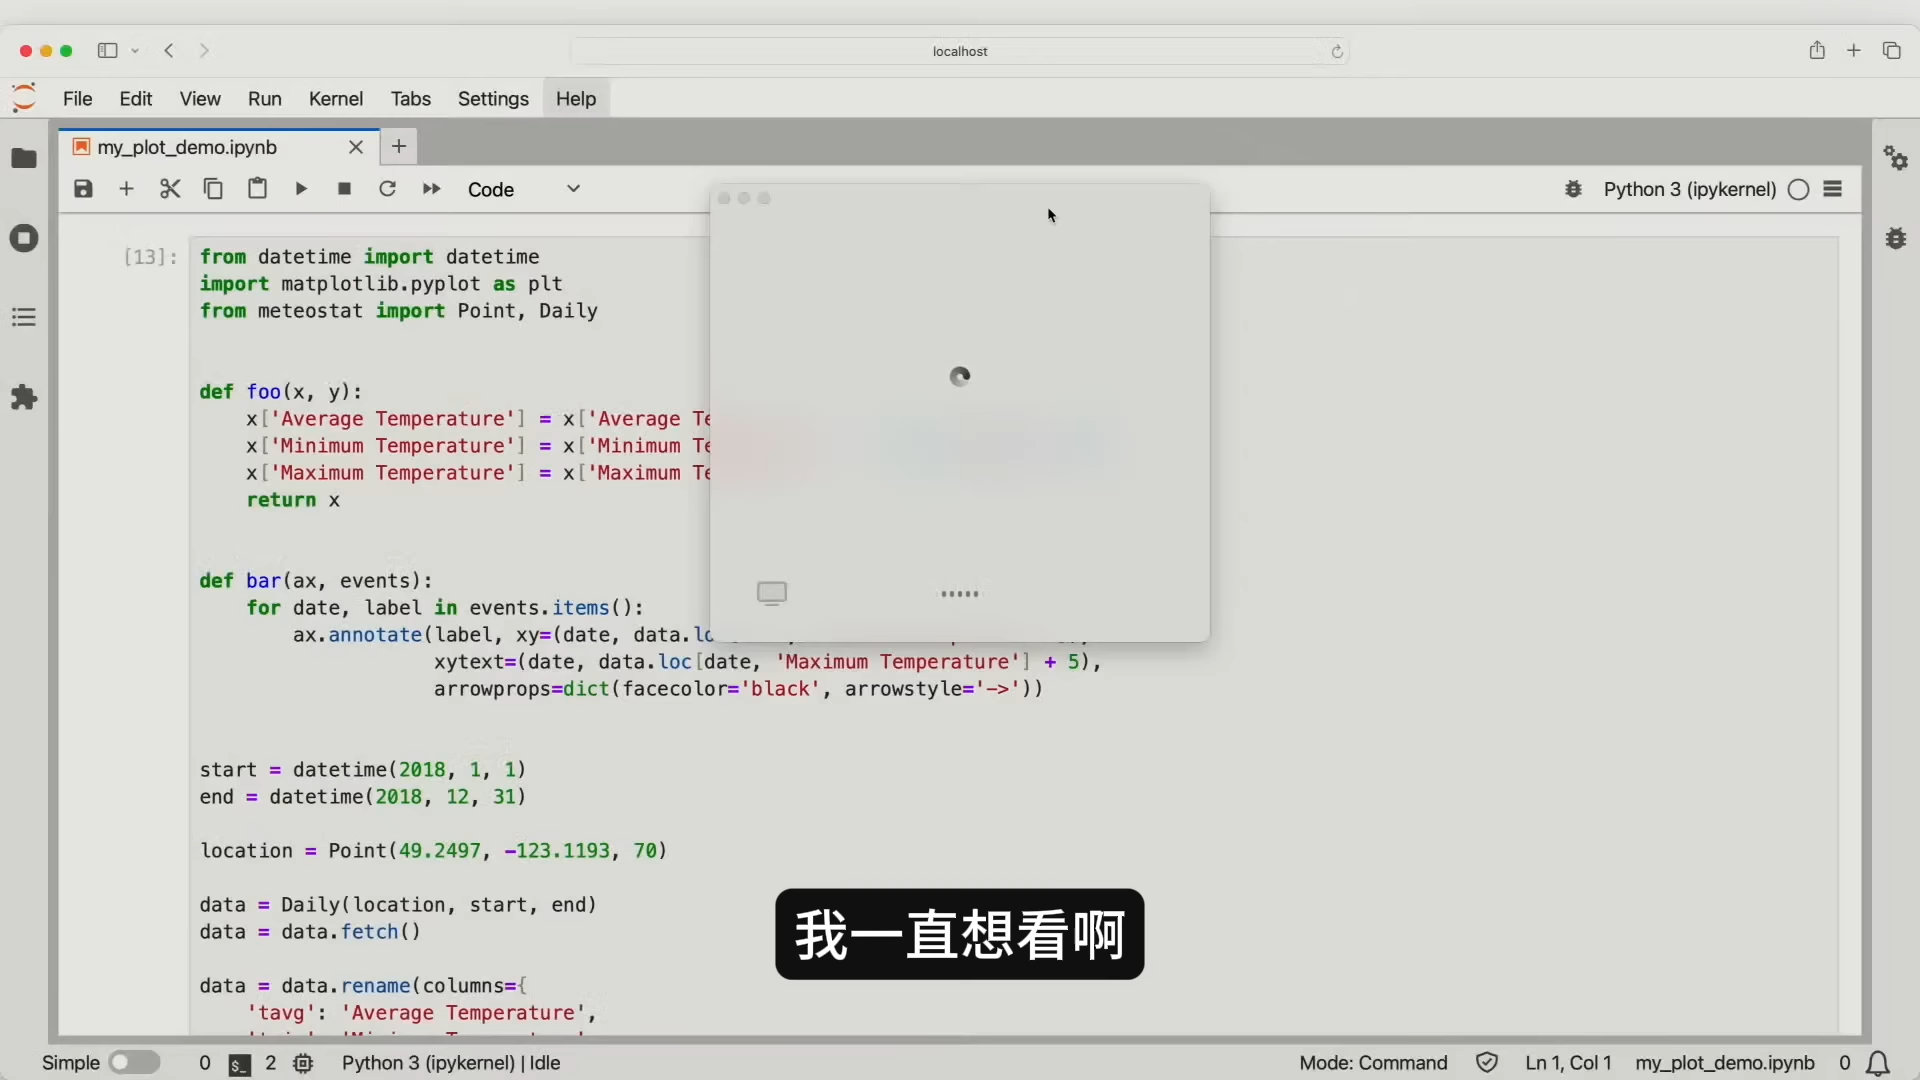 localhost
File Edit View Run Kernel Tabs Settings Help
my_plot_demo.ipynb
Code
Python 3 (ipykernel)
[13]:
from datetime import datetime
import matplotlib.pyplot as plt
from meteostat import Point, Daily
def foo(x, y):
x['Average Temperature'] = x['Average
x['Minimum Temperature'] = x['Minimum
x['Maximum Temperature'] = x['Maximum
return x
def bar(ax, events):
for date, label in events.items():
ax.annotate(label, xy=(date, data.
xytext=(date, data.loc[date, 'Maximum Temperature'] + 5),
arrowprops=dict(facecolor='black', arrowstyle='->'))
start = datetime(2018, 1, 1)
end = datetime(2018, 12, 31)
location = Point(49.2497, -123.1193, 70)
data = Daily(location, start, end)
data = data.fetch()
data = data.rename(columns={
'tavg': 'Average Temperature',
我一直想看啊
Simple 0 2 Python 3 (ipykernel) | Idle Mode: Command Ln 1, Col 1 my_plot_demo.ipynb 0